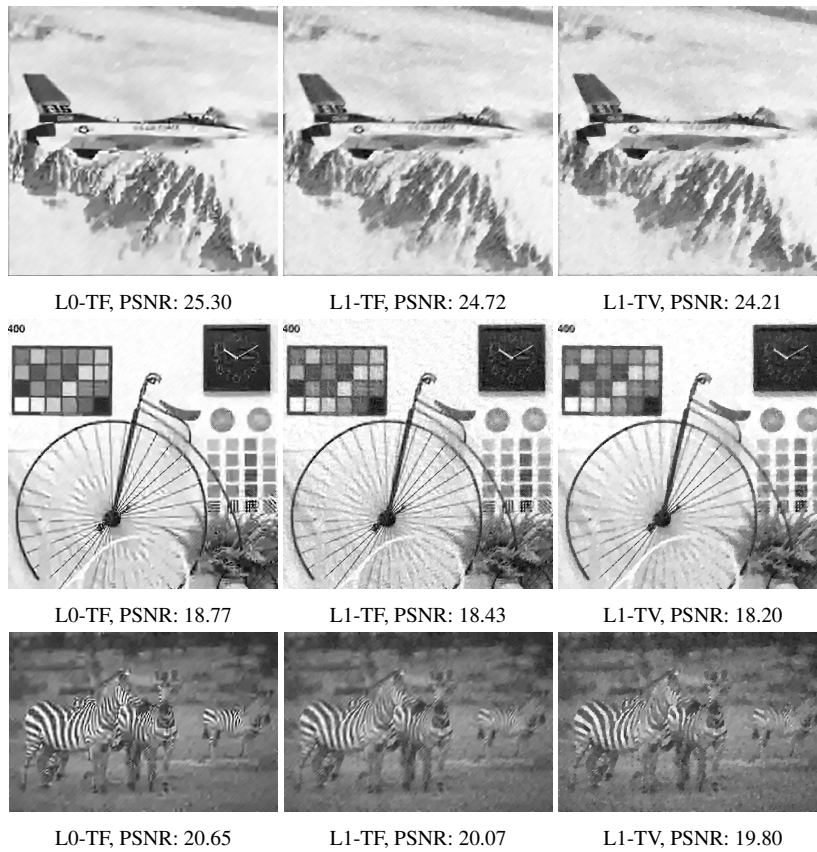 F-16
L0-TF, PSNR: 25.30
L1-TF, PSNR: 24.72
L1-TV, PSNR: 24.21
400
400
400
L0-TF, PSNR: 18.77
L1-TF, PSNR: 18.43
L1-TV, PSNR: 18.20
L0-TF, PSNR: 20.65
L1-TF, PSNR: 20.07
L1-TV, PSNR: 19.80